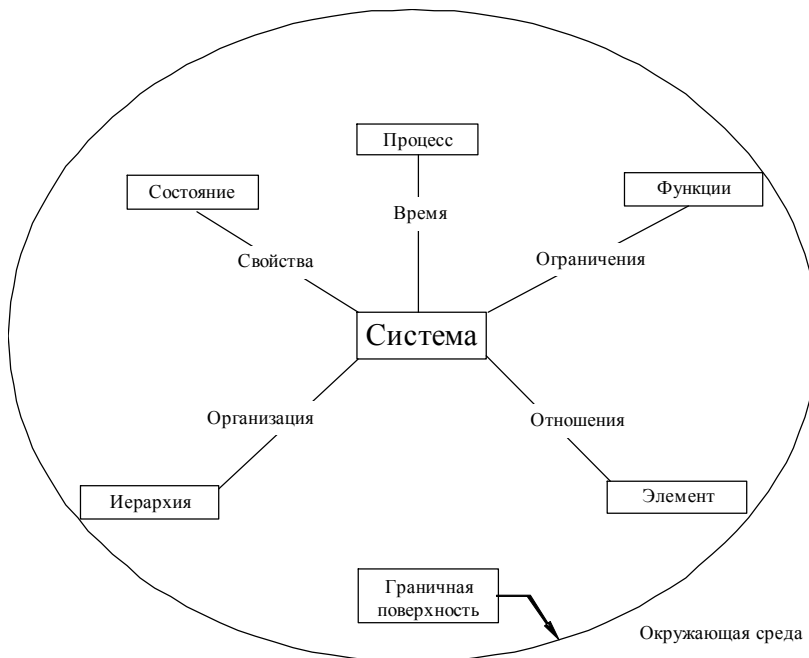 Процесс
Состояние
Функции
Время
Свойства
Ограничения
Система
Организация
Отношения
Иерархия
Элемент
Граничная
поверхность
Окружающая среда